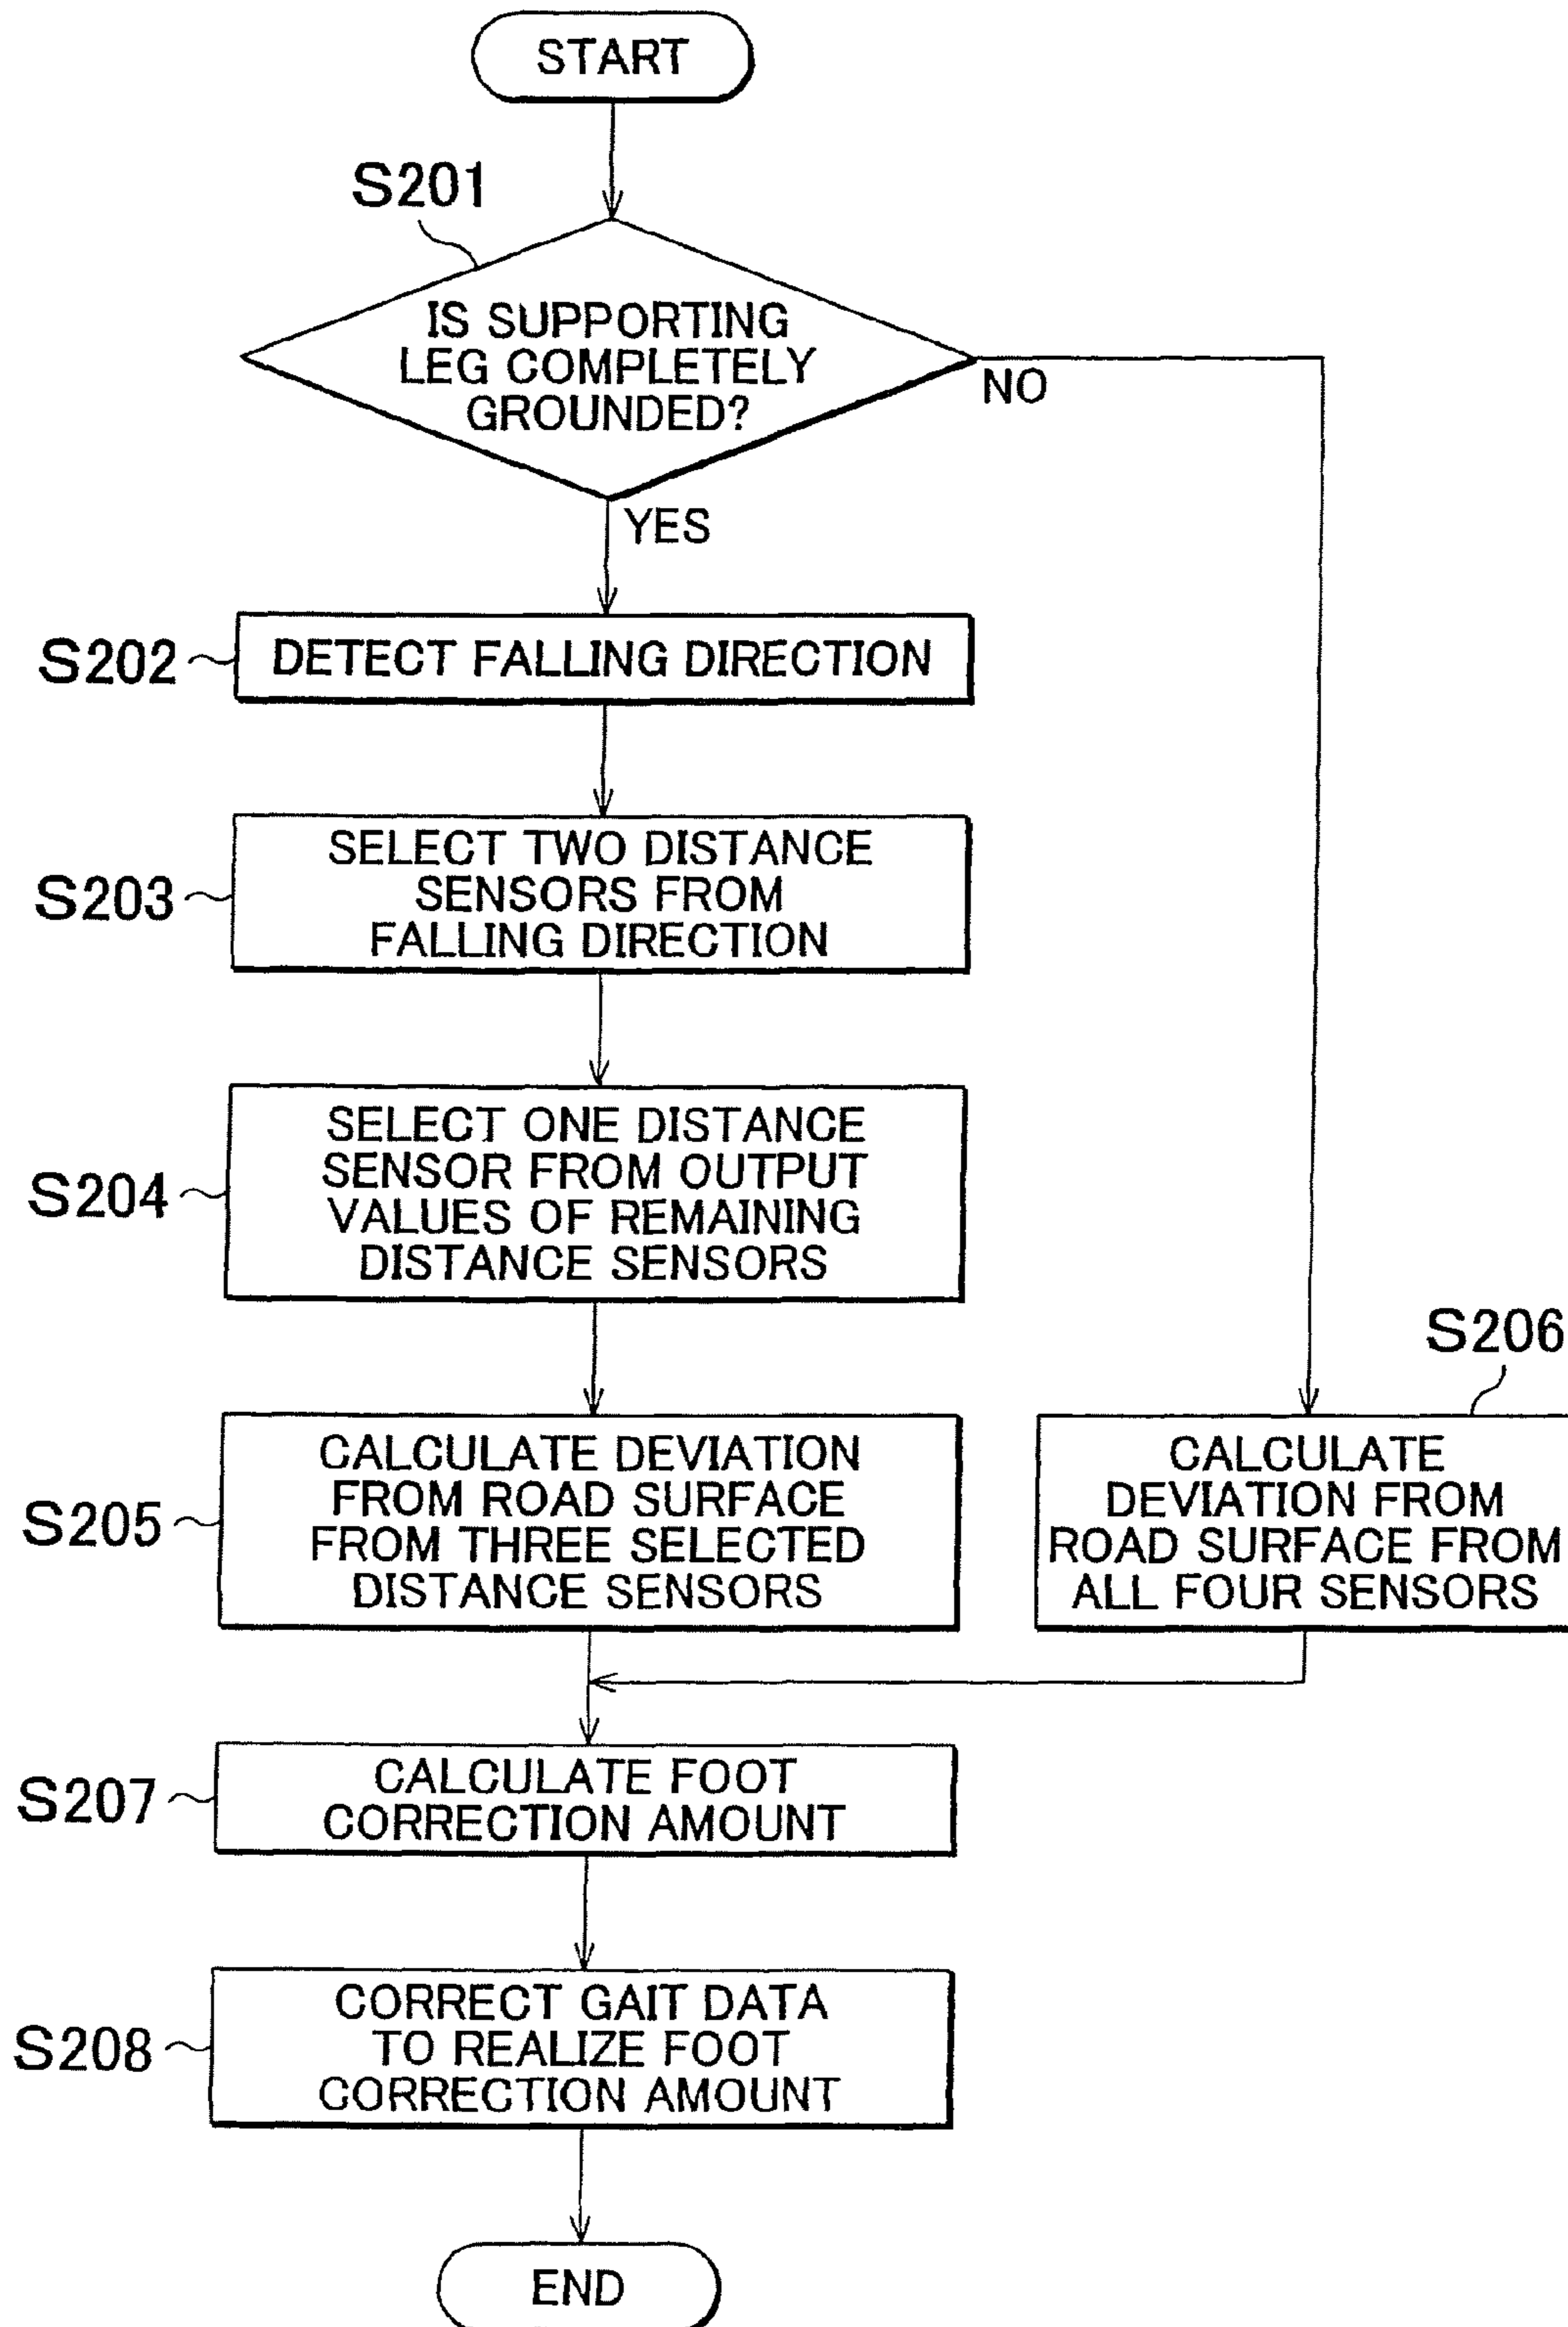 START
S201
IS SUPPORTING
LEG COMPLETELY
GROUNDED?
NO
YES
S202
DETECT FALLING DIRECTION
S203
SELECT TWO DISTANCE
SENSORS FROM
FALLING DIRECTION
S204
SELECT ONE DISTANCE
SENSOR FROM OUTPUT
VALUES OF REMAINING
DISTANCE SENSORS
S205
CALCULATE DEVIATION
FROM ROAD SURFACE
FROM THREE SELECTED
DISTANCE SENSORS
S206
CALCULATE
DEVIATION FROM
ROAD SURFACE FROM
ALL FOUR SENSORS
S207
CALCULATE FOOT
CORRECTION AMOUNT
S208
CORRECT GAIT DATA
TO REALIZE FOOT
CORRECTION AMOUNT
END